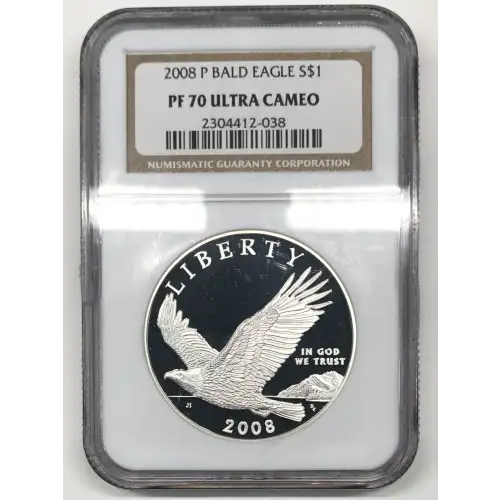 2008 P BALD EAGLE S$1
PF 70 ULTRA CAMEO
2304412-038
NUMISMATIC GUARANTY CORPORATION
LIBERTY
IN GOD
WE TRUST
2008